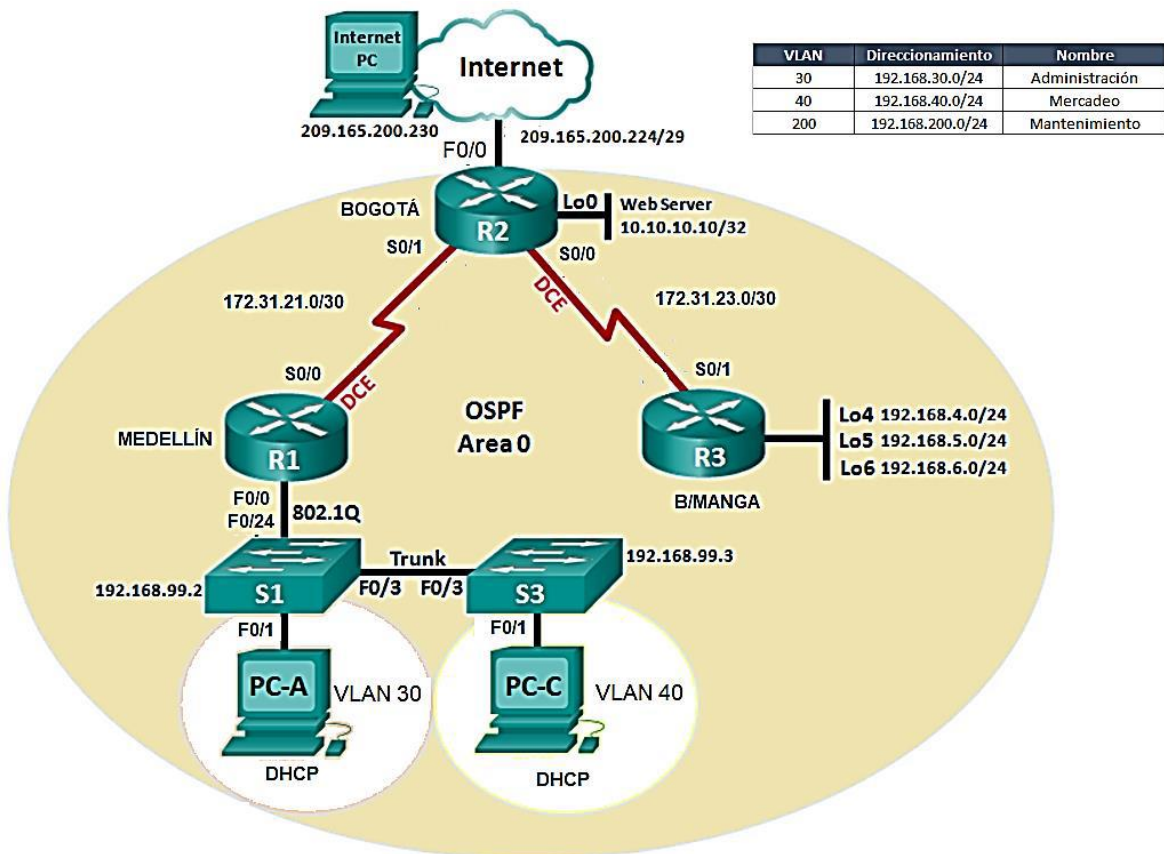 Internet
PC
Internet
209.165.200.230
209.165.200.224/29
F0/0
VLAN Direccionamiento Nombre
30 192.168.30.0/24 Administración
40 192.168.40.0/24 Mercadeo
200 192.168.200.0/24 Mantenimiento
BOGOTÁ
R2
Lo0
Web Server
10.10.10.10/32
S0/1
S0/0
DCE
172.31.21.0/30
172.31.23.0/30
S0/0
DCE
S0/1
OSPF
Area 0
MEDELLÍN
R1
R3
B/MANGA
Lo4 192.168.4.0/24
Lo5 192.168.5.0/24
Lo6 192.168.6.0/24
F0/0
F0/24
802.1Q
Trunk
192.168.99.3
192.168.99.2
S1
F0/3 F0/3
S3
F0/1
F0/1
PC-A
VLAN 30
PC-C
VLAN 40
DHCP
DHCP